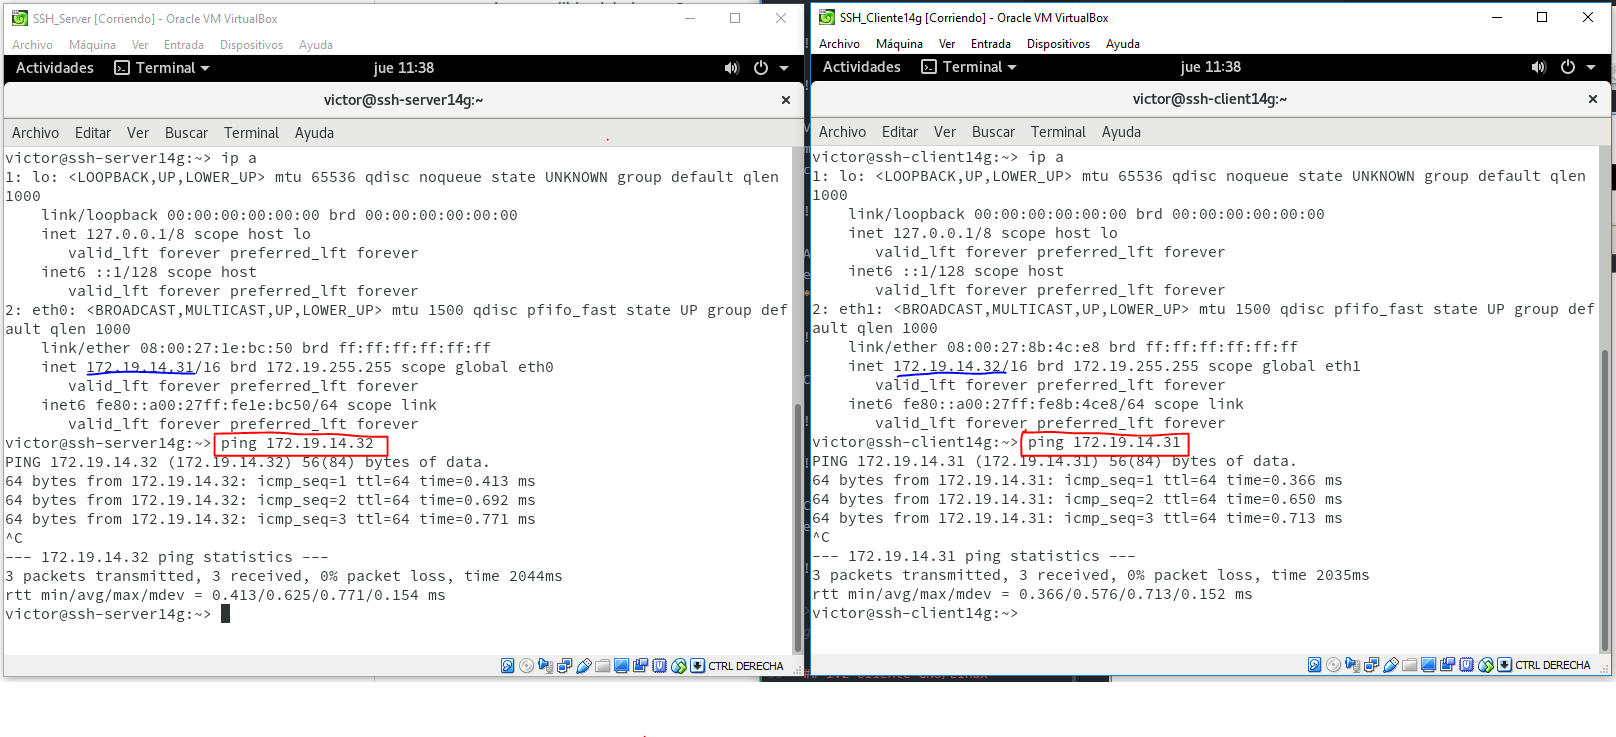 SSH_Server [Corriendo] - Oracle VM VirtualBox
Archivo Máquina Ver Entrada Dispositivos Ayuda
Actividades Terminal jue 11:38
victor@ssh-server14g:~
Archivo Editar Ver Buscar Terminal Ayuda
victor@ssh-server14g:~> ip a
1: lo: <LOOPBACK,UP,LOWER_UP> mtu 65536 qdisc noqueue state UNKNOWN group default qlen
1000
link/loopback 00:00:00:00:00:00 brd 00:00:00:00:00:00
inet 127.0.0.1/8 scope host lo
valid_lft forever preferred_lft forever
inet6 ::1/128 scope host
valid_lft forever preferred_lft forever
2: eth0: <BROADCAST,MULTICAST,UP,LOWER_UP> mtu 1500 qdisc pfifo_fast state UP group def
ault qlen 1000
link/ether 08:00:27:1e:bc:50 brd ff:ff:ff:ff:ff:ff
inet 172.19.14.31/16 brd 172.19.255.255 scope global eth0
valid_lft forever preferred_lft forever
inet6 fe80::a00:27ff:fe1e:bc50/64 scope link
valid_lft forever preferred_lft forever
victor@ssh-server14g:~> ping 172.19.14.32
PING 172.19.14.32 (172.19.14.32) 56(84) bytes of data.
64 bytes from 172.19.14.32: icmp_seq=1 ttl=64 time=0.413 ms
64 bytes from 172.19.14.32: icmp_seq=2 ttl=64 time=0.692 ms
64 bytes from 172.19.14.32: icmp_seq=3 ttl=64 time=0.771 ms
^C
--- 172.19.14.32 ping statistics ---
3 packets transmitted, 3 received, 0% packet loss, time 2044ms
rtt min/avg/max/mdev = 0.413/0.625/0.771/0.154 ms
victor@ssh-server14g:~>
CTRL DERECHA
SSH_Cliente14g [Corriendo] - Oracle VM VirtualBox
Archivo Máquina Ver Entrada Dispositivos Ayuda
Actividades Terminal jue 11:38
victor@ssh-client14g:~
Archivo Editar Ver Buscar Terminal Ayuda
victor@ssh-client14g:~> ip a
1: lo: <LOOPBACK,UP,LOWER_UP> mtu 65536 qdisc noqueue state UNKNOWN group default qlen
1000
link/loopback 00:00:00:00:00:00 brd 00:00:00:00:00:00
inet 127.0.0.1/8 scope host lo
valid_lft forever preferred_lft forever
inet6 ::1/128 scope host
valid_lft forever preferred_lft forever
2: eth1: <BROADCAST,MULTICAST,UP,LOWER_UP> mtu 1500 qdisc pfifo_fast state UP group def
ault qlen 1000
link/ether 08:00:27:8b:4c:e8 brd ff:ff:ff:ff:ff:ff
inet 172.19.14.32/16 brd 172.19.255.255 scope global eth1
valid_lft forever preferred_lft forever
inet6 fe80::a00:27ff:fe8b:4ce8/64 scope link
valid_lft forever preferred_lft forever
victor@ssh-client14g:~> ping 172.19.14.31
PING 172.19.14.31 (172.19.14.31) 56(84) bytes of data.
64 bytes from 172.19.14.31: icmp_seq=1 ttl=64 time=0.366 ms
64 bytes from 172.19.14.31: icmp_seq=2 ttl=64 time=0.650 ms
64 bytes from 172.19.14.31: icmp_seq=3 ttl=64 time=0.713 ms
^C
--- 172.19.14.31 ping statistics ---
3 packets transmitted, 3 received, 0% packet loss, time 2035ms
rtt min/avg/max/mdev = 0.366/0.576/0.713/0.152 ms
victor@ssh-client14g:~>
CTRL DERECHA